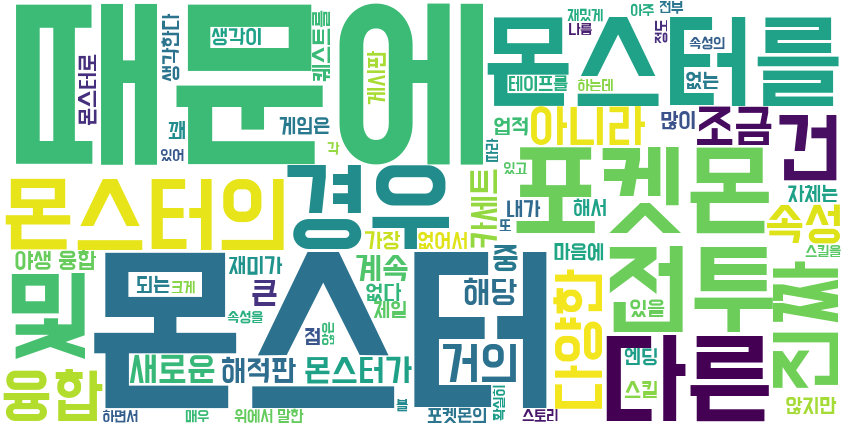 때문에
몬스터를
생각이
생각한다
퀘스트를
게시판
몬스터로
재밌게
나름
아주
전부
정도
속성의
테이프를
하는데
없는
꽤
있어
게임은
각
업적
따라
아니라
많이
조금
건
몬스터의
경우
카세트
있고
포켓몬
내가
해서
또
자체는
속성
스킬을
가장
없어서
야생 융합
재미가
계속
중
마음에
전투
뭐
되는
크게
큰
없다
제일
해당
있을
쪽
몬스터
속성을
점
다양한
융합
새로운
해적판
몬스터가
거의
다른
엔딩
스킬
않지만
하면서
매우
위에서 말한
볼
포켓몬의
확실히
스토리